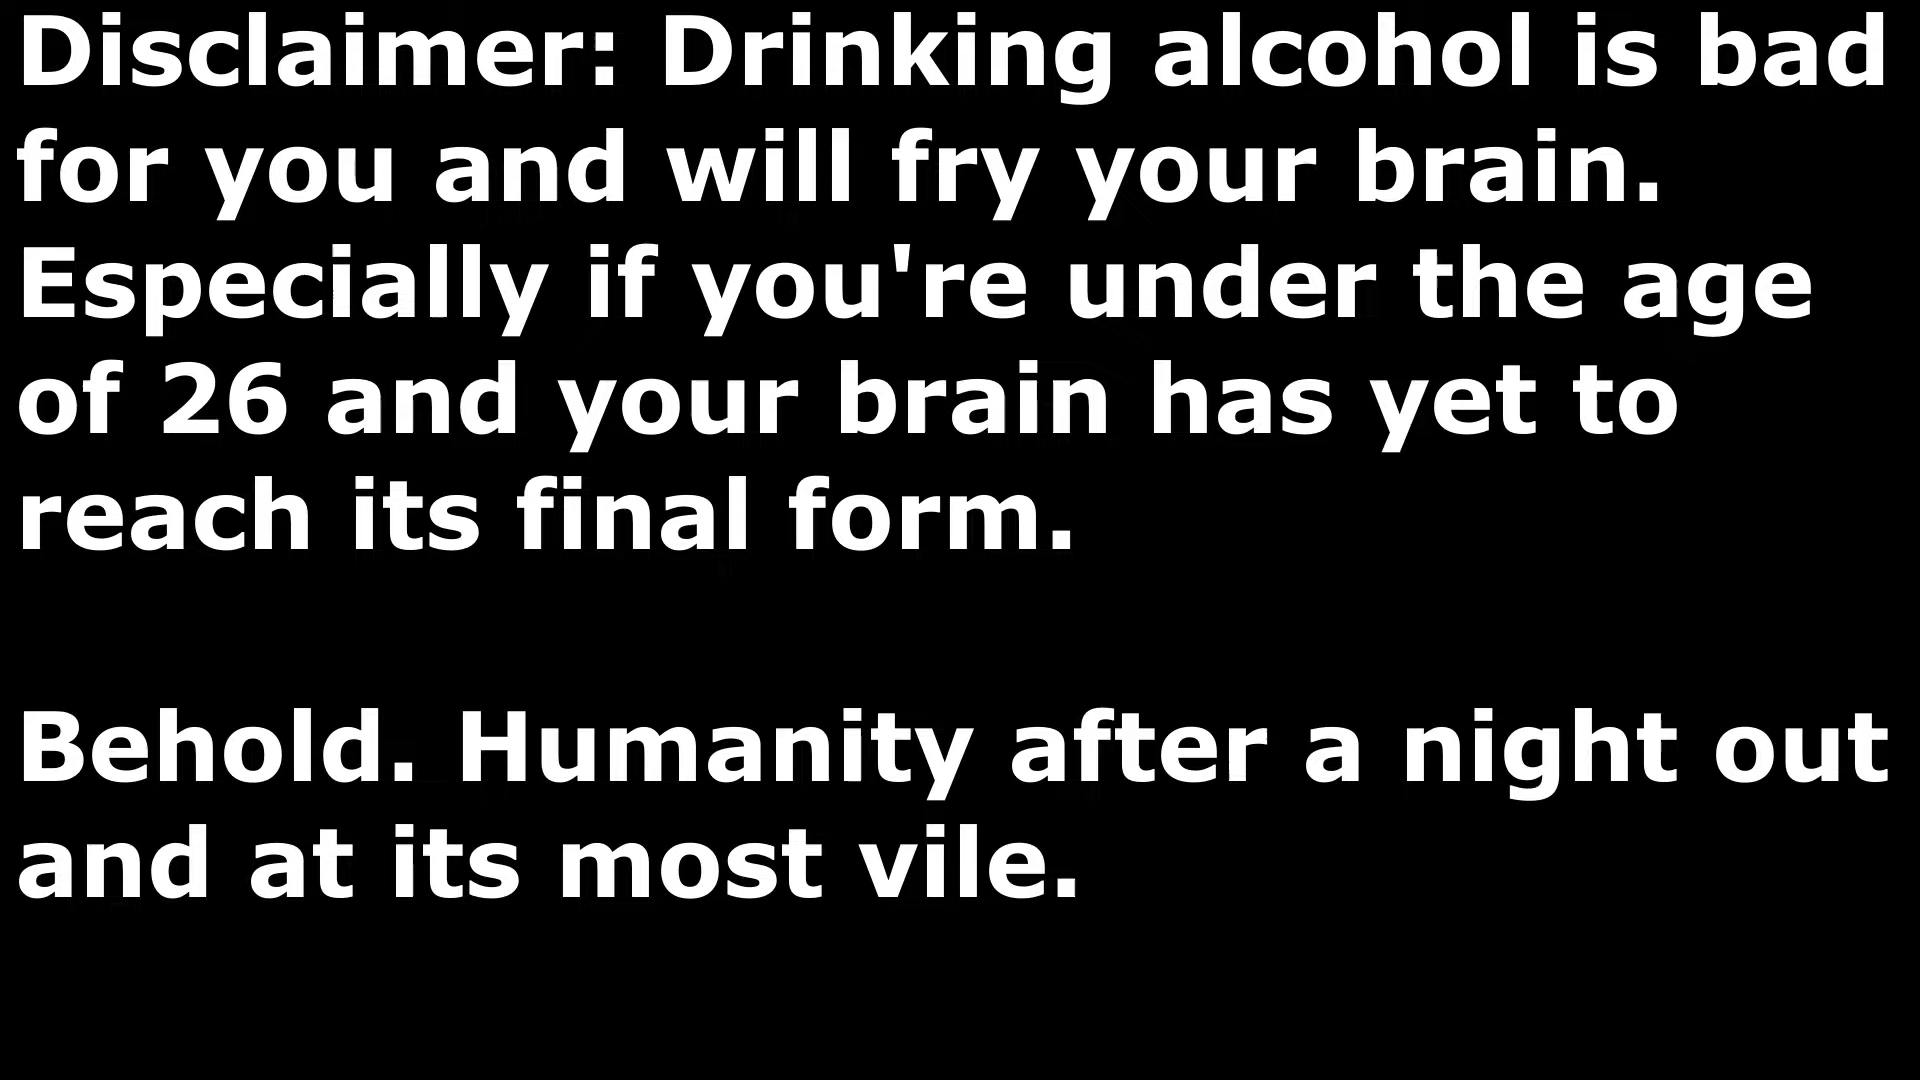 Disclaimer: Drinking alcohol is bad
for you and will fry your brain.
Especially if you're under the age
of 26 and your brain has yet to
reach its final form.
Behold. Humanity after a night out
and at its most vile.